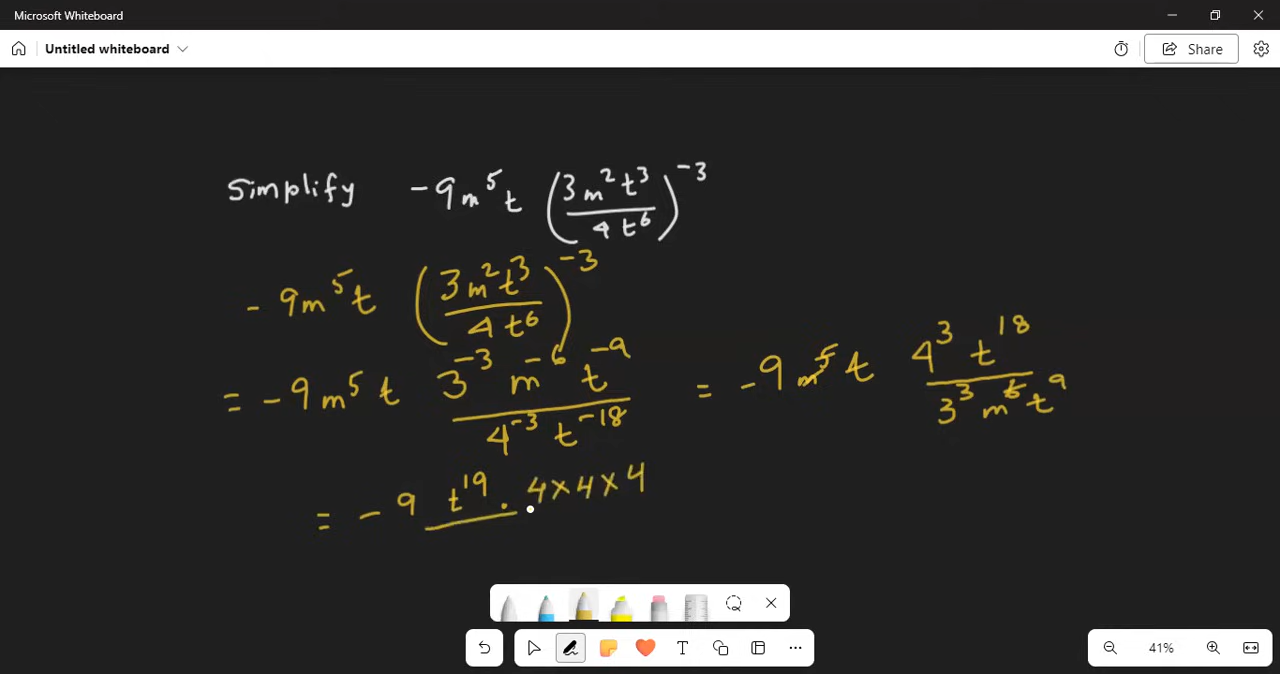 Microsoft Whiteboard
Untitled whiteboard
Share
Simplify -9m^5 t (3m^2 t^3 / 4t^6)^-3
-9m^5 t (3m^2 t^3 / 4t^6)^-3
= -9m^5 t 3^-3 m^-6 t^-9 / 4^-3 t^-18 = -9m^5 t 4^3 t^18 / 3^3 m^6 t^9
= -9 t^19 . 4×4×4
T
41%